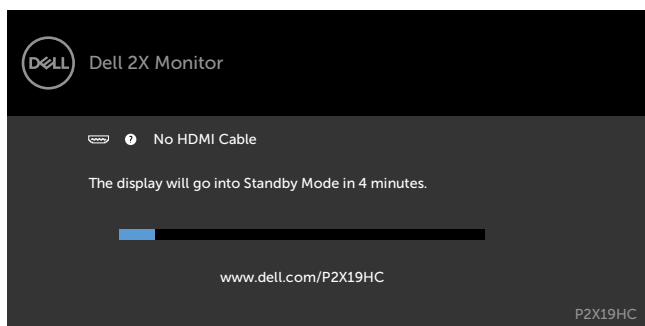 DELL
Dell 2X Monitor
No HDMI Cable
The display will go into Standby Mode in 4 minutes.
www.dell.com/P2X19HC
P2X19HC